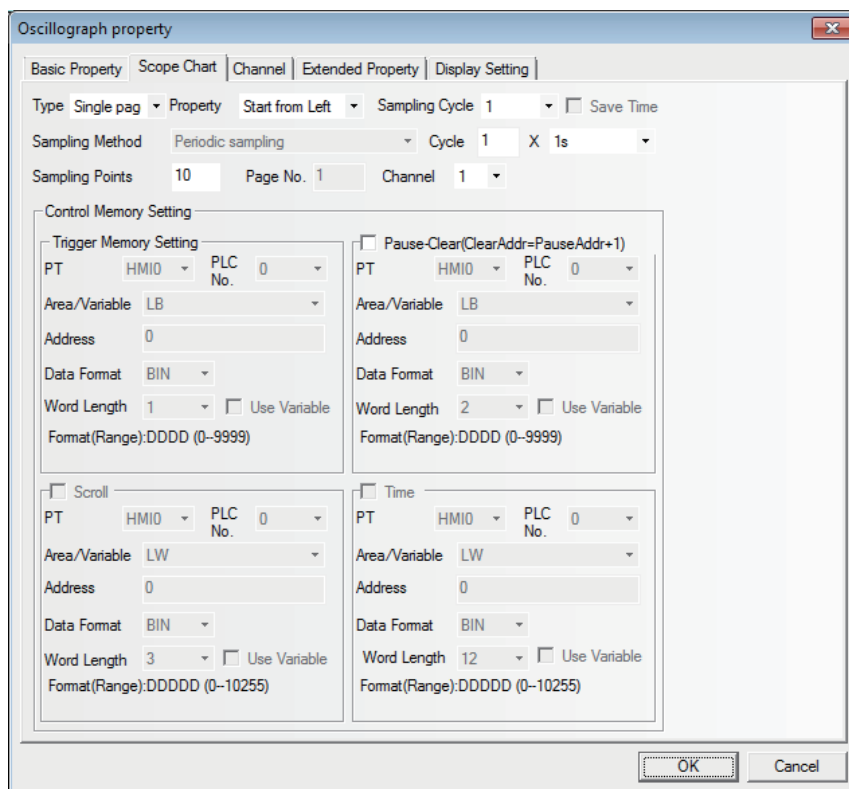 Oscillograph property
Basic Property Scope Chart Channel Extended Property Display Setting
Type Single pag Property Start from Left Sampling Cycle 1 Save Time
Sampling Method Periodic sampling Cycle 1 X 1s
Sampling Points 10 Page No. 1 Channel 1
Control Memory Setting
Trigger Memory Setting
PT HMI0 PLC No. 0
Area/Variable LB
Address 0
Data Format BIN
Word Length 1 Use Variable
Format(Range):DDDD (0--9999)
Pause-Clear(ClearAddr=PauseAddr+1)
PT HMI0 PLC No. 0
Area/Variable LB
Address 0
Data Format BIN
Word Length 2 Use Variable
Format(Range):DDDD (0--9999)
Scroll
PT HMI0 PLC No. 0
Area/Variable LW
Address 0
Data Format BIN
Word Length 3 Use Variable
Format(Range):DDDDD (0--10255)
Time
PT HMI0 PLC No. 0
Area/Variable LW
Address 0
Data Format BIN
Word Length 12 Use Variable
Format(Range):DDDDD (0--10255)
OK Cancel